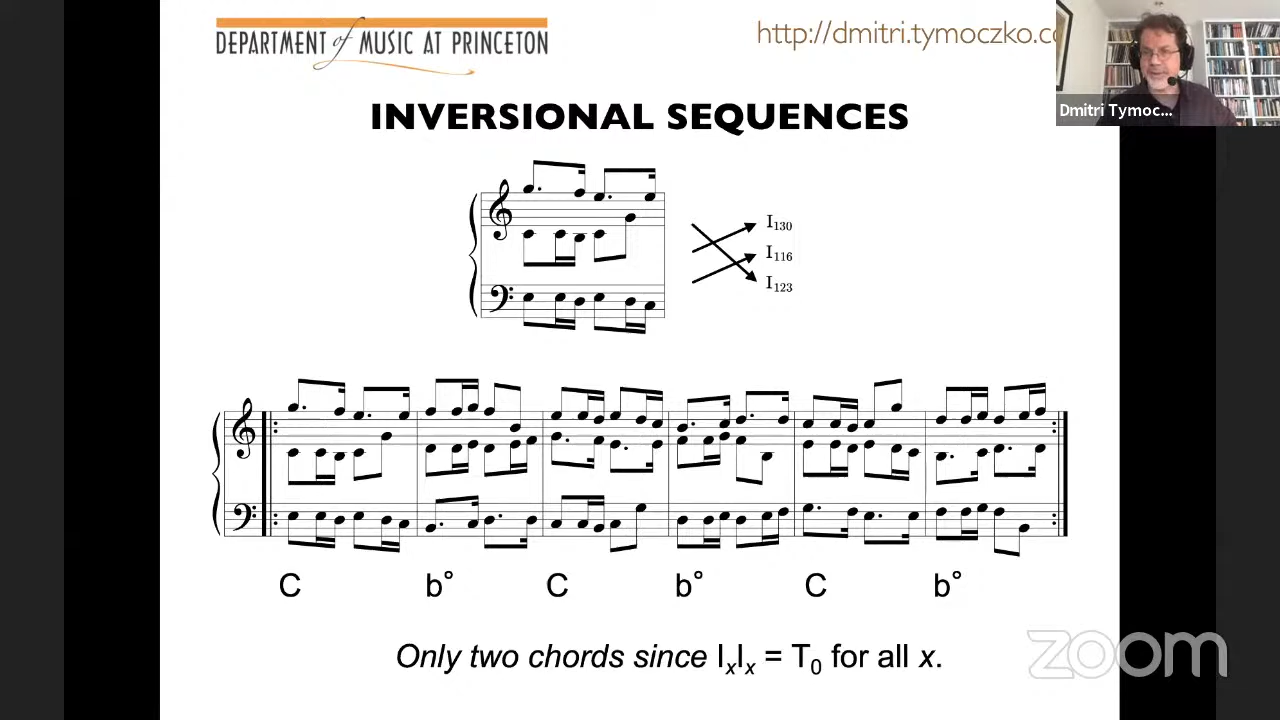 DEPARTMENT of MUSIC AT PRINCETON
http://dmitri.tymoczko.co
Dmitri Tymoc...
INVERSIONAL SEQUENCES
I₁₃₀
I₁₁₆
I₁₂₃
C b° C b° C b°
Only two chords since IₓIₓ = T₀ for all x.
zoom